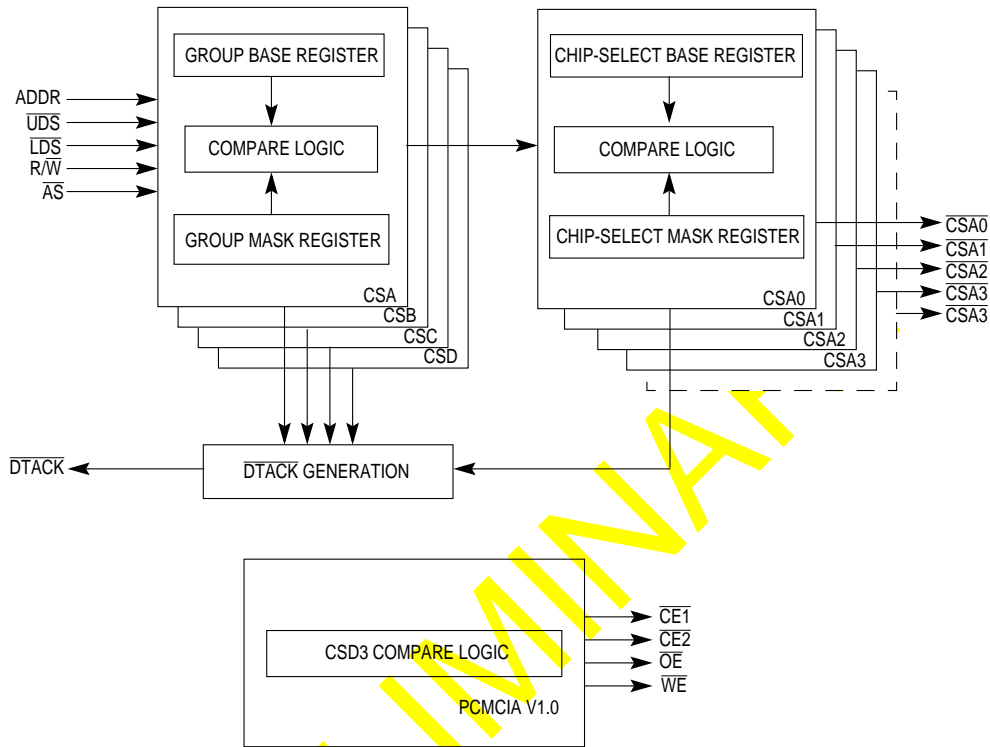 GROUP BASE REGISTER
COMPARE LOGIC
GROUP MASK REGISTER
CSA
CSB
CSC
CSD
ADDR
UDS
LDS
R/W
AS
CHIP-SELECT BASE REGISTER
COMPARE LOGIC
CHIP-SELECT MASK REGISTER
CSA0
CSA1
CSA2
CSA3
CSA0
CSA1
CSA2
CSA3
CSA3
DTACK
DTACK GENERATION
CSD3 COMPARE LOGIC
PCMCIA V1.0
CE1
CE2
OE
WE